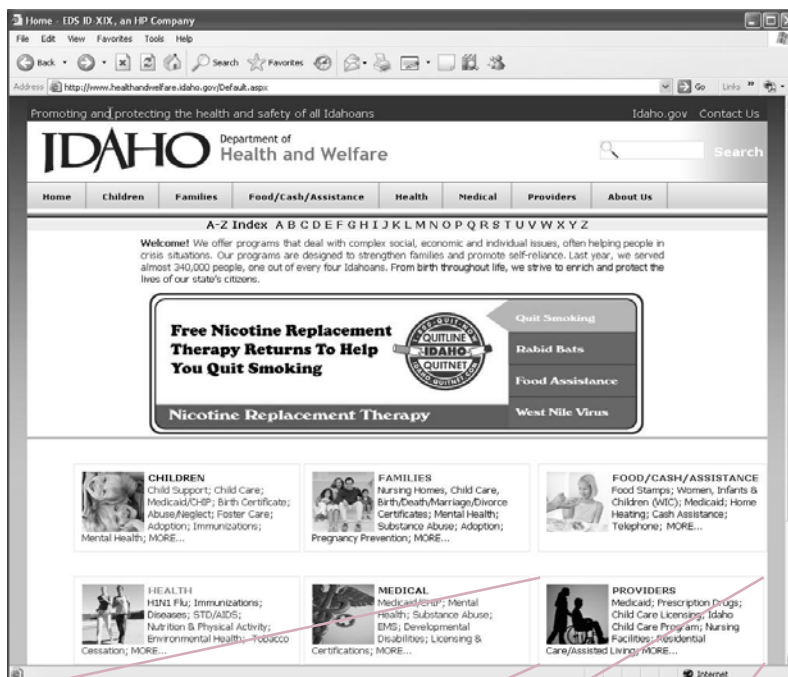 Home - EDS ID-XIX, an HP Company
File Edit View Favorites Tools Help
Back Search Favorites
Address http://www.healthandwelfare.idaho.gov/Default.aspx Go Links »
Promoting and protecting the health and safety of all Idahoans Idaho.gov Contact Us
IDAHO Department of
Health and Welfare
Search
Home Children Families Food/Cash/Assistance Health Medical Providers About Us
A-Z Index A B C D E F G H I J K L M N O P Q R S T U V W X Y Z
Welcome! We offer programs that deal with complex social, economic and individual issues, often helping people in
crisis situations. Our programs are designed to strengthen families and promote self-reliance. Last year, we served
almost 340,000 people, one out of every four Idahoans. From birth throughout life, we strive to enrich and protect the
lives of our state's citizens.
Free Nicotine Replacement
Therapy Returns To Help
You Quit Smoking
1-800-QUIT-NOW
QUITLINE
IDAHO
QUITNET
IDAHO.QUITNET.COM
Nicotine Replacement Therapy
Quit Smoking
Rabid Bats
Food Assistance
West Nile Virus
CHILDREN
Child Support; Child Care;
Medicaid/CHIP; Birth Certificate;
Abuse/Neglect; Foster Care;
Adoption; Immunizations;
Mental Health; MORE...
FAMILIES
Nursing Homes, Child Care,
Birth/Death/Marriage/Divorce
Certificates; Mental Health;
Substance Abuse; Adoption;
Pregnancy Prevention; MORE...
FOOD/CASH/ASSISTANCE
Food Stamps; Women, Infants &
Children (WIC); Medicaid; Home
Heating; Cash Assistance;
Telephone; MORE...
HEALTH
H1N1 Flu; Immunizations;
Diseases; STD/AIDS;
Nutrition & Physical Activity;
Environmental Health; Tobacco
Cessation; MORE...
MEDICAL
Medicaid/CHIP; Mental
Health; Substance Abuse;
EMS; Developmental
Disabilities; Licensing &
Certifications; MORE...
PROVIDERS
Medicaid; Prescription Drugs;
Child Care Licensing, Idaho
Child Care Program; Nursing
Facilities; Residential
Care/Assisted Living; MORE...
Internet